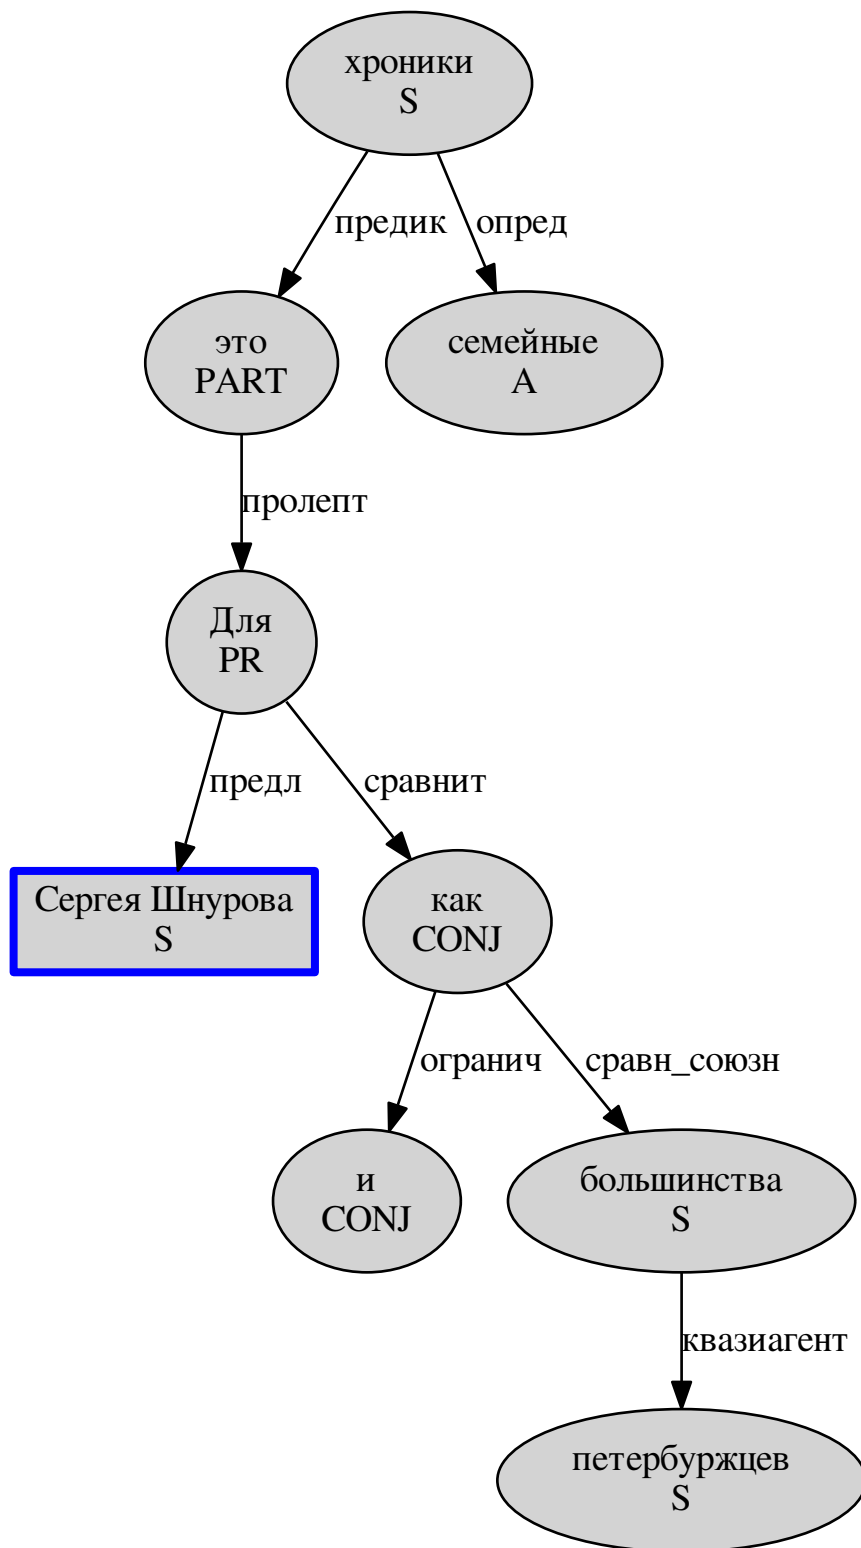 хроники
S
предик
опред
это
PART
семейные
A
пролепт
Для
PR
предл
сравнит
Сергея Шнурова
S
как
CONJ
огранич
сравн_союзн
и
CONJ
большинства
S
квазиагент
петербуржцев
S